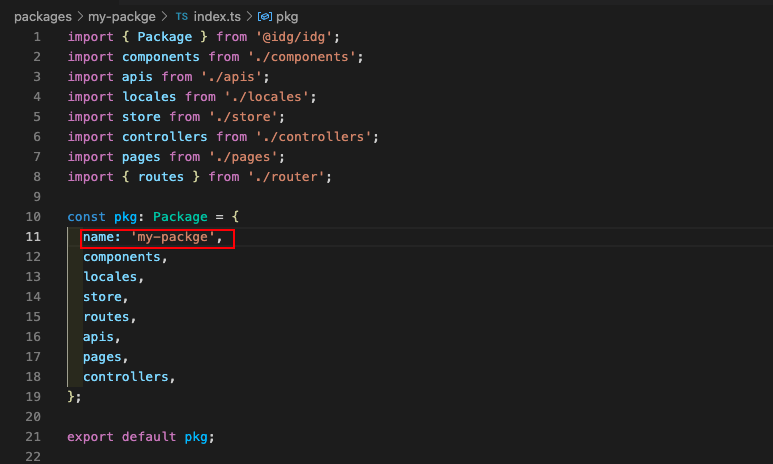 packages > my-packge > TS index.ts > pkg
1 import { Package } from '@idg/idg';
2 import components from './components';
3 import apis from './apis';
4 import locales from './locales';
5 import store from './store';
6 import controllers from './controllers';
7 import pages from './pages';
8 import { routes } from './router';
9
10 const pkg: Package = {
11 name: 'my-packge',
12 components,
13 locales,
14 store,
15 routes,
16 apis,
17 pages,
18 controllers,
19 };
20
21 export default pkg;
22